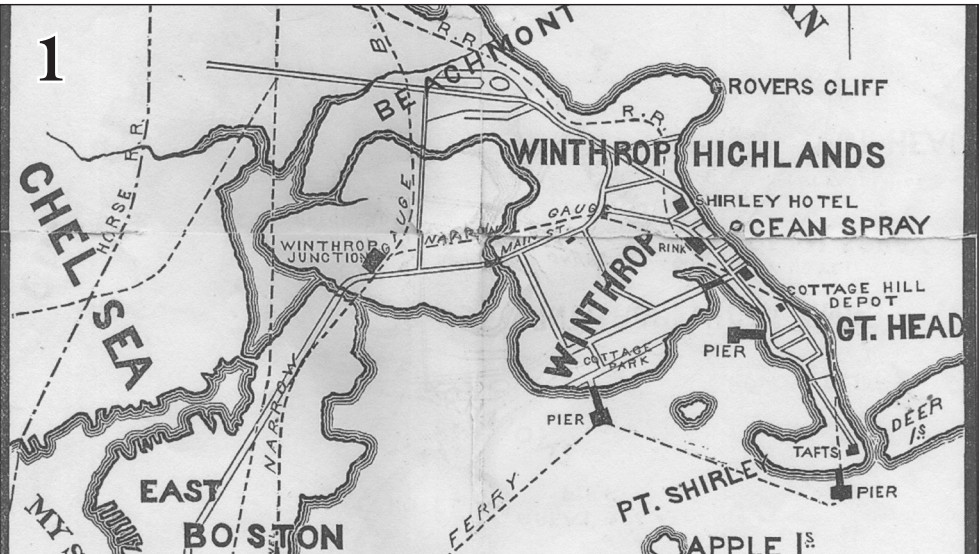 1
BEACHMONT
R.R.
B
GROVERS CLIFF
R.R.
WINTHROP HIGHLANDS
HORSE R.R.
CHELSEA
SHIRLEY HOTEL
OCEAN SPRAY
RINK
WINTHROP
JUNCTION
NARROW GAUGE
MAIN ST.
GAUGE
WINTHROP
COTTAGE HILL
DEPOT
GT. HEAD
COTTAGE
PARK
PIER
PIER
DEER
IS.
TAFTS
PIER
PT. SHIRLEY
FERRY
NARROW
EAST
BOSTON
APPLE IS.